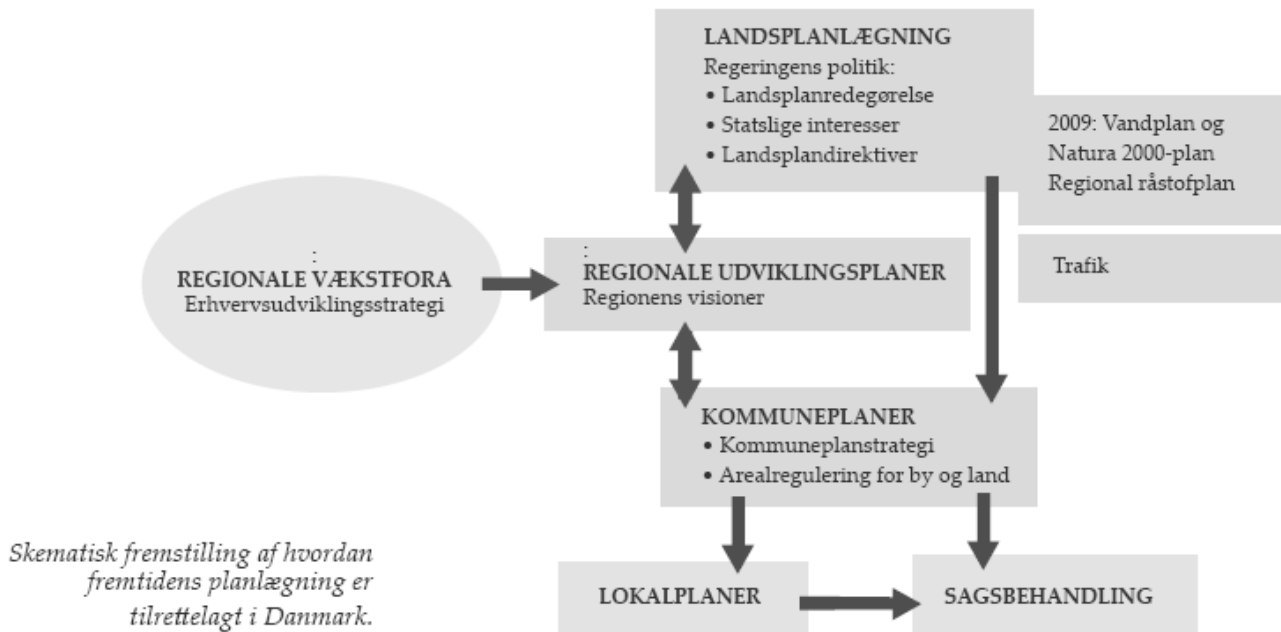 LANDSPLANLÆGNING
Regeringens politik:
• Landsplanredegørelse
• Statslige interesser
• Landsplandirektiver
2009: Vandplan og
Natura 2000-plan
Regional råstofplan
Trafik
:
REGIONALE VÆKSTFORA
Erhvervsudviklingsstrategi
:
REGIONALE UDVIKLINGSPLANER
Regionens visioner
KOMMUNEPLANER
• Kommuneplanstrategi
• Arealregulering for by og land
Skematisk fremstilling af hvordan
fremtidens planlægning er
tilrettelagt i Danmark.
LOKALPLANER
SAGSBEHANDLING